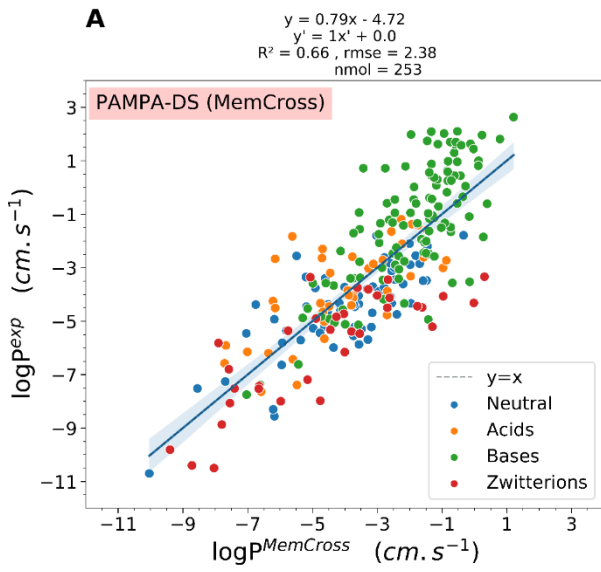 A
y = 0.79x - 4.72
y' = 1x' + 0.0
R² = 0.66 , rmse = 2.38
nmol = 253
PAMPA-DS (MemCross)
3
1
−1
−3
−5
−7
−9
−11
logP^exp (cm.s⁻¹)
y=x
Neutral
Acids
Bases
Zwitterions
−11 −9 −7 −5 −3 −1 1 3
logP^MemCross (cm.s⁻¹)